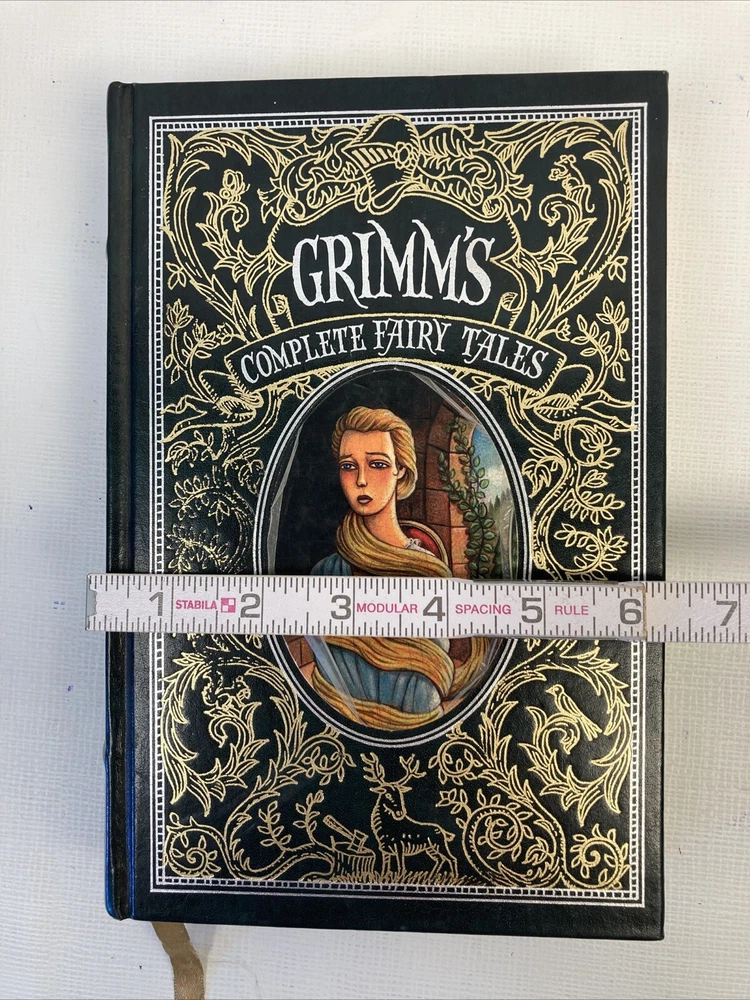 GRIMM'S
COMPLETE FAIRY TALES
1 STABILA 2 3 MODULAR 4 SPACING 5 RULE 6 7